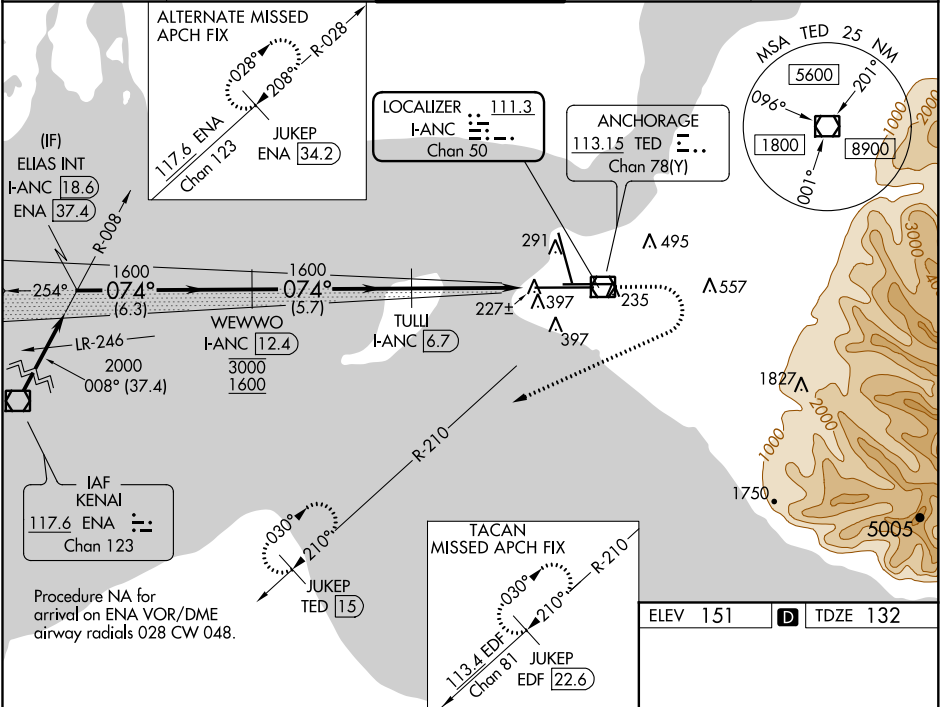 ALTERNATE MISSED
APCH FIX
028°
208°
R-028
117.6 ENA
Chan 123
JUKEP
ENA 34.2
LOCALIZER 111.3
I-ANC
Chan 50
ANCHORAGE
113.15 TED
Chan 78(Y)
MSA TED 25 NM
5600
096°
201°
1800
8900
001°
1000
2000
(IF)
ELIAS INT
I-ANC 18.6
ENA 37.4
R-008
254°
1600
074°
(6.3)
1600
074°
(5.7)
WEWWO
I-ANC 12.4
3000
1600
TULLI
I-ANC 6.7
LR-246
2000
008° (37.4)
IAF
KENAI
117.6 ENA
Chan 123
Procedure NA for
arrival on ENA VOR/DME
airway radials 028 CW 048.
291
495
227±
397
235
557
397
3000
4000
1827
2000
1000
1750
5005
R-210
030°
210°
JUKEP
TED 15
TACAN
MISSED APCH FIX
030°
210°
R-210
113.4 EDF
Chan 81
JUKEP
EDF 22.6
ELEV 151
D
TDZE 132